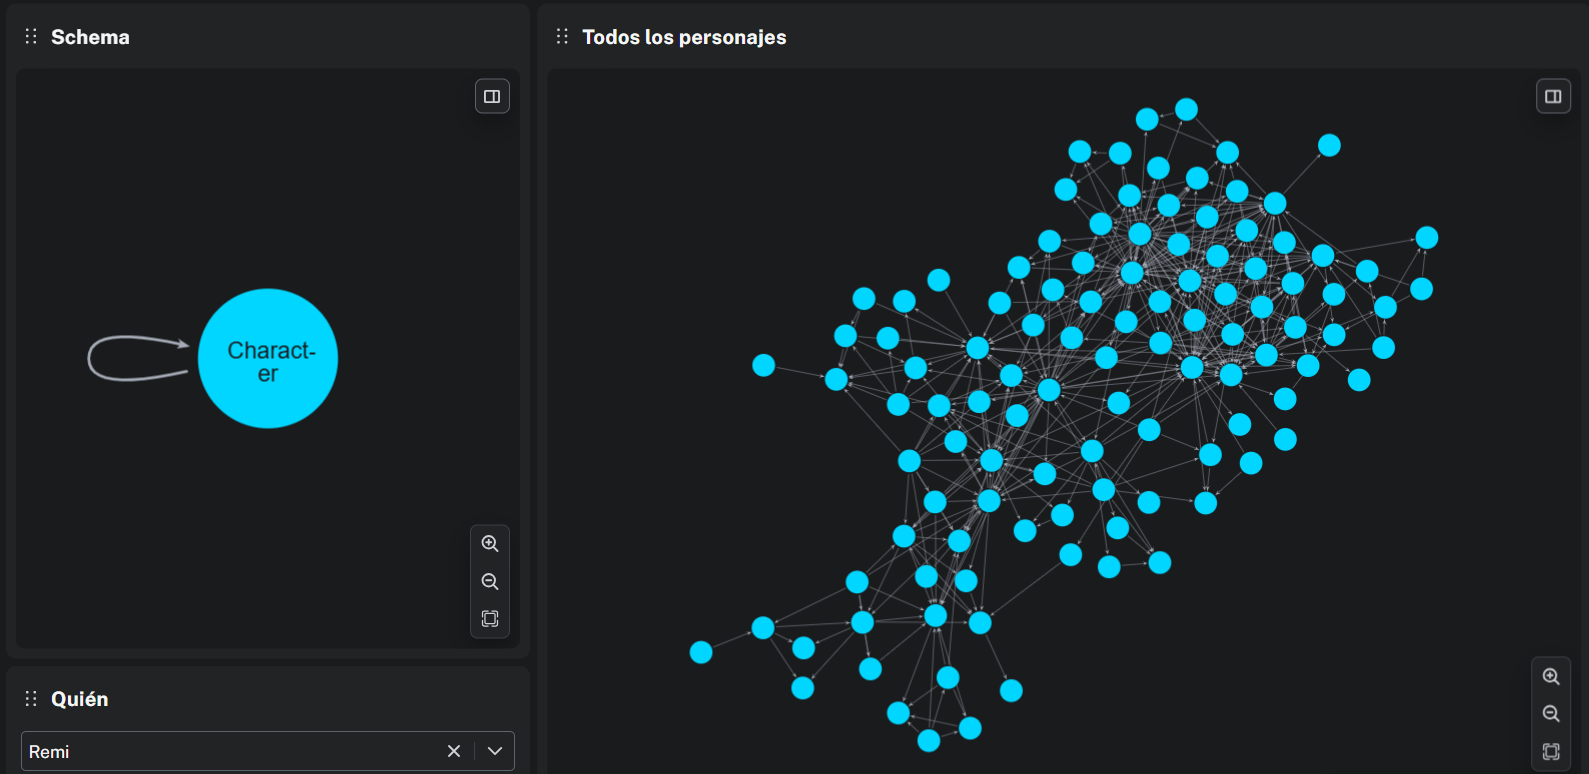 Schema
Todos los personajes
Charact-
er
Quién
Remi